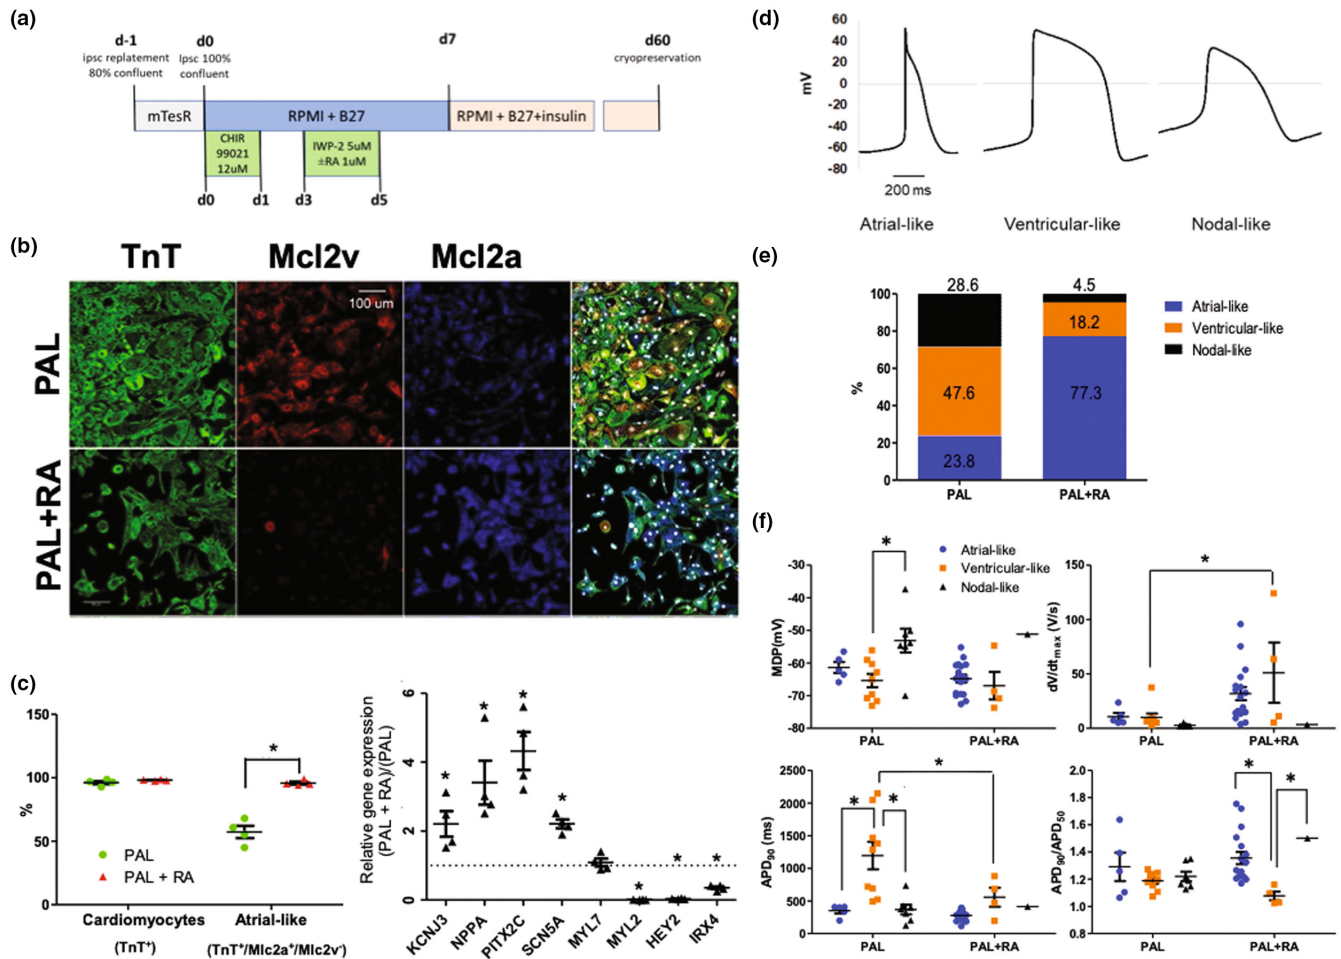 (a)
d-1
ipsc replatement
80% confluent
d0
Ipsc 100%
confluent
d7
d60
cryopreservation
mTesR
RPMI + B27
RPMI + B27+insulin
CHIR
99021
12uM
IWP-2 5uM
±RA 1uM
d0
d1
d3
d5
(b)
TnT
Mcl2v
Mcl2a
100 um
PAL
PAL+RA
(c)
150
100
50
0
%
*
PAL
PAL + RA
Cardiomyocytes
(TnT+)
Atrial-like
(TnT+/Mlc2a+/Mlc2v-)
Relative gene expression
(PAL + RA)/(PAL)
6
4
2
0
*
*
*
*
*
*
*
KCNJ3
NPPA
PITX2C
SCN5A
MYL7
MYL2
HEY2
IRX4
(d)
mV
60
40
20
0
-20
-40
-60
-80
200 ms
Atrial-like
Ventricular-like
Nodal-like
(e)
%
100
80
60
40
20
0
28.6
47.6
23.8
4.5
18.2
77.3
PAL
PAL+RA
Atrial-like
Ventricular-like
Nodal-like
(f)
MDP(mV)
-30
-40
-50
-60
-70
-80
*
Atrial-like
Ventricular-like
Nodal-like
PAL
PAL+RA
dV/dtmax (V/s)
150
100
50
0
*
PAL
PAL+RA
APD90 (ms)
2500
2000
1500
1000
500
0
*
*
*
PAL
PAL+RA
APD90/APD50
2.0
1.8
1.6
1.4
1.2
1.0
0.8
*
*
PAL
PAL+RA